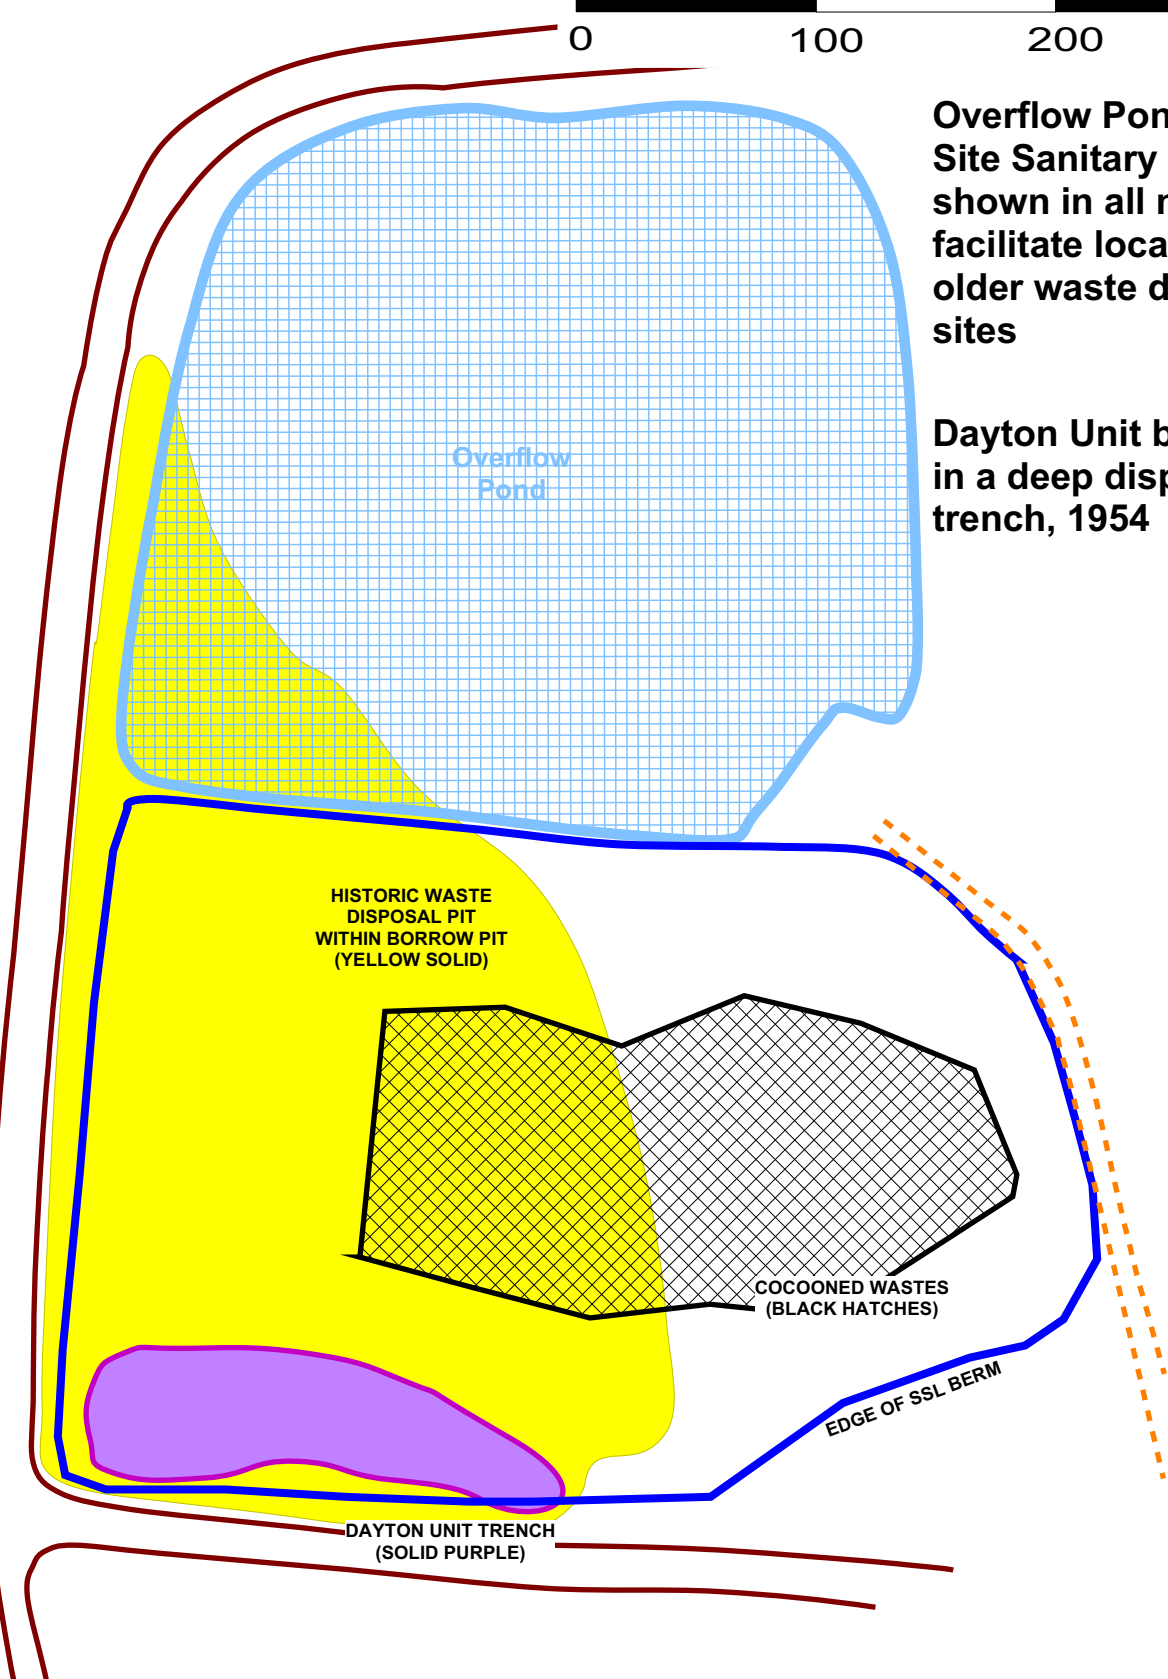 0 100 200
Overflow Pon
Site Sanitary
shown in all
facilitate loca
older waste d
sites
Dayton Unit b
in a deep disp
trench, 1954
Overflow
Pond
HISTORIC WASTE
DISPOSAL PIT
WITHIN BORROW PIT
(YELLOW SOLID)
COCOONED WASTES
(BLACK HATCHES)
EDGE OF SSL BERM
DAYTON UNIT TRENCH
(SOLID PURPLE)